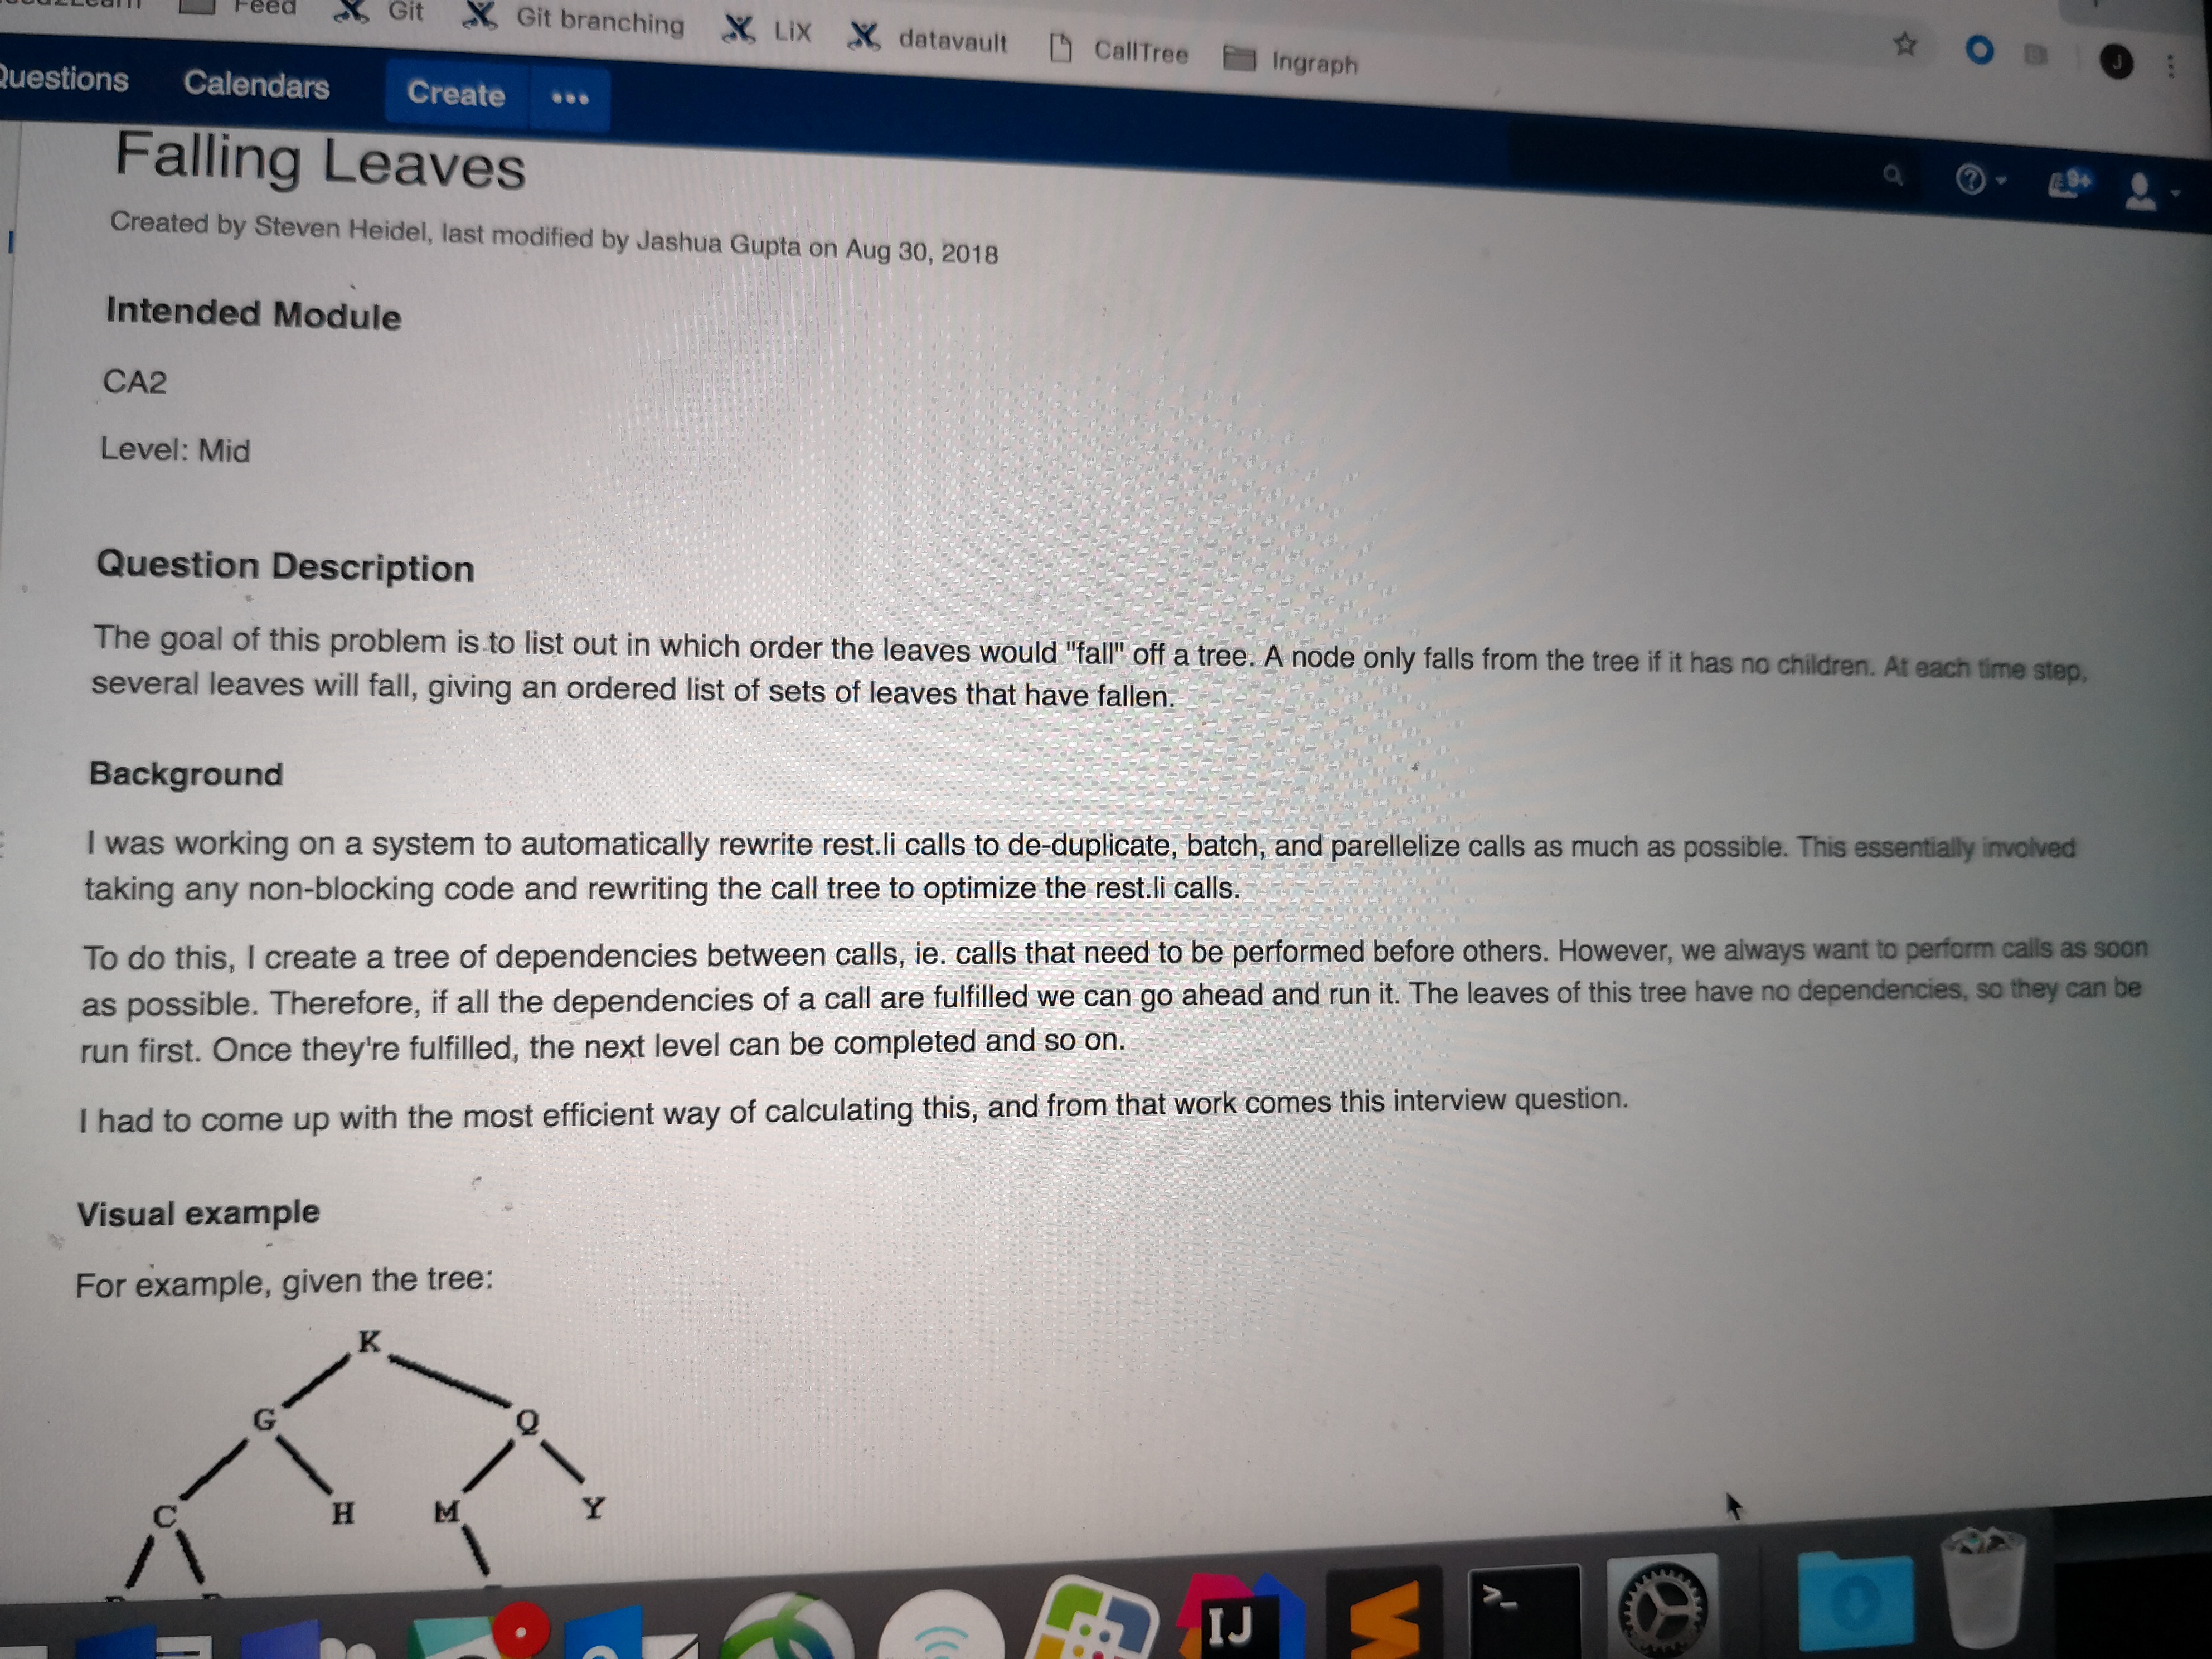 Feed Git Git branching LiX datavault CallTree Ingraph
J
Questions Calendars Create •••
9+
Falling Leaves
Created by Steven Heidel, last modified by Jashua Gupta on Aug 30, 2018
Intended Module
CA2
Level: Mid
Question Description
The goal of this problem is to list out in which order the leaves would "fall" off a tree. A node only falls from the tree if it has no children. At each time step,
several leaves will fall, giving an ordered list of sets of leaves that have fallen.
Background
I was working on a system to automatically rewrite rest.li calls to de-duplicate, batch, and parellelize calls as much as possible. This essentially involved
taking any non-blocking code and rewriting the call tree to optimize the rest.li calls.
To do this, I create a tree of dependencies between calls, ie. calls that need to be performed before others. However, we always want to perform calls as soon
as possible. Therefore, if all the dependencies of a call are fulfilled we can go ahead and run it. The leaves of this tree have no dependencies, so they can be
run first. Once they're fulfilled, the next level can be completed and so on.
I had to come up with the most efficient way of calculating this, and from that work comes this interview question.
Visual example
For example, given the tree:
K
G Q
C H M Y
IJ
>_